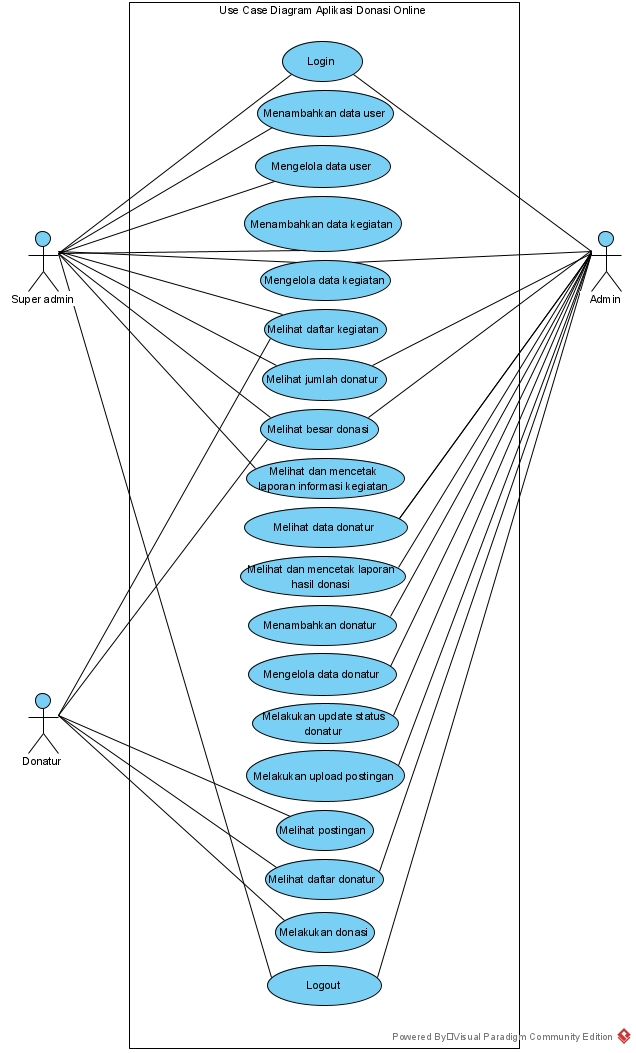 Use Case Diagram Aplikasi Donasi Online
Login
Menambahkan data user
Mengelola data user
Menambahkan data kegiatan
Super admin
Admin
Mengelola data kegiatan
Melihat daftar kegiatan
Melihat jumlah donatur
Melihat besar donasi
Melihat dan mencetak
laporan informasi kegiatan
Melihat data donatur
Melihat dan mencetak laporan
hasil donasi
Menambahkan donatur
Mengelola data donatur
Melakukan update status
donatur
Donatur
Melakukan upload postingan
Melihat postingan
Melihat daftar donatur
Melakukan donasi
Logout
Powered By Visual Paradigm Community Edition